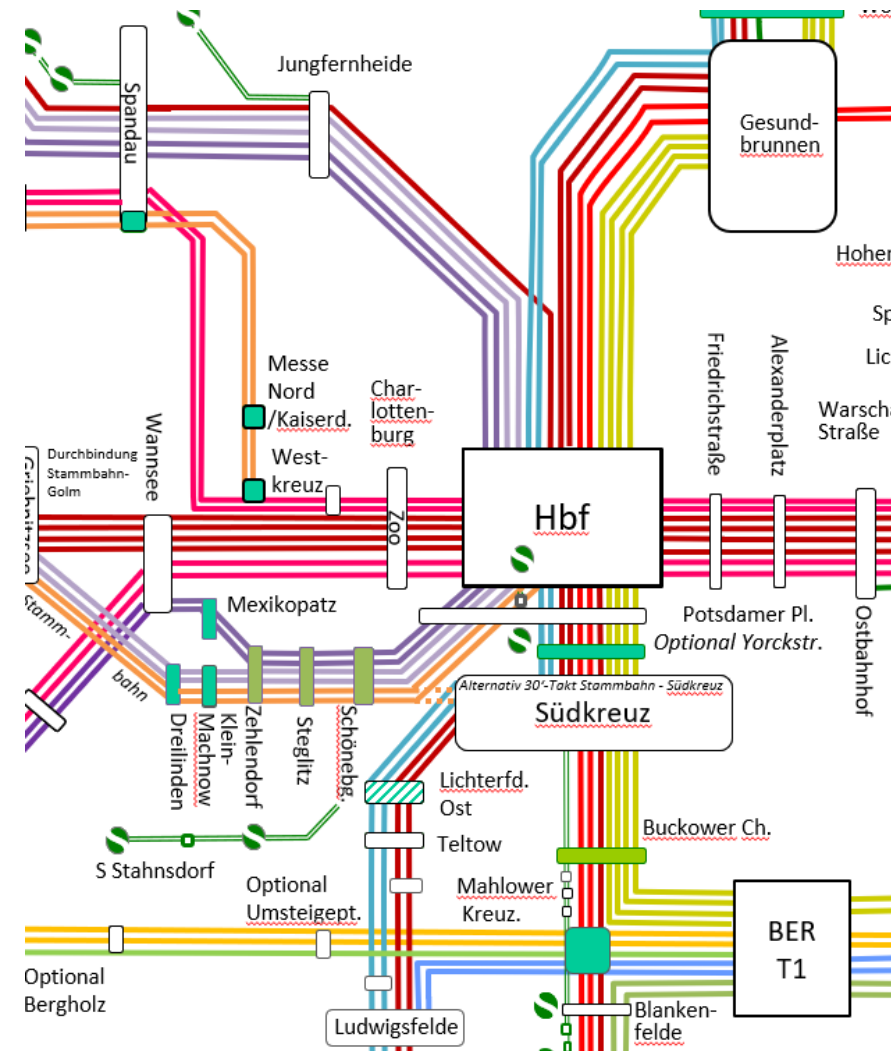 Jungfernheide
Spandau
Gesund-
brunnen
Messe
Nord
/Kaiserd.
Char-
lotten-
burg
West-
kreuz
Durchbindung
Stammbahn-
Golm
Wannsee
Griebnitzsee
Zoo
Hbf
Friedrichstraße
Alexanderplatz
Hoher
Sp
Lic
Warscha
Straße
Ostbahnhof
stamm-
bahn
Mexikopatz
Potsdamer Pl.
Optional Yorckstr.
Alternativ 30'-Takt Stammbahn - Südkreuz
Südkreuz
Dreilinden
Klein-
Machnow
Zehlendorf
Steglitz
Schönebg.
Lichterfd.
Ost
Teltow
S Stahnsdorf
Optional
Umsteigept.
Mahlower
Kreuz.
Buckower Ch.
BER
T1
Optional
Bergholz
Ludwigsfelde
Blanken-
felde